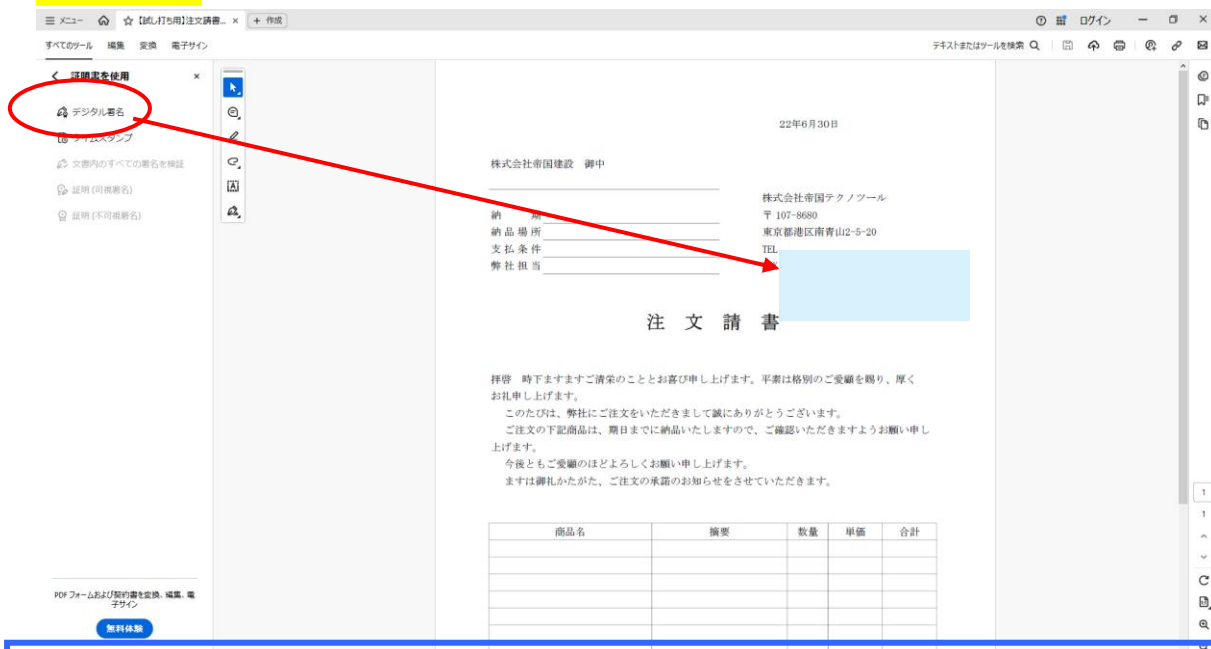 メニュー
【試し打ち用】注文請書...
× + 作成
ログイン
すべてのツール 編集 変換 電子サイン
テキストまたはツールを検索
証明書を使用 ×
デジタル署名
タイムスタンプ
文書内のすべての署名を検証
証明 (可視署名)
証明 (不可視署名)
22年6月30日
株式会社帝国建設 御中
株式会社帝国テクノツール
〒 107-8680
東京都港区南青山2-5-20
TEL
納 期
納品場所
支払条件
弊社担当
注 文 請 書
拝啓 時下ますますご清栄のこととお喜び申し上げます。平素は格別のご愛顧を賜り、厚く
お礼申し上げます。
このたびは、弊社にご注文をいただきまして誠にありがとうございます。
ご注文の下記商品は、期日までに納品いたしますので、ご確認いただきますようお願い申し
上げます。
今後ともご愛顧のほどよろしくお願い申し上げます。
まずは御礼かたがた、ご注文の承諾のお知らせをさせていただきます。
商品名 摘要 数量 単価 合計
PDF フォームおよび契約書を変換、編集、電
子サイン
無料体験
1
1